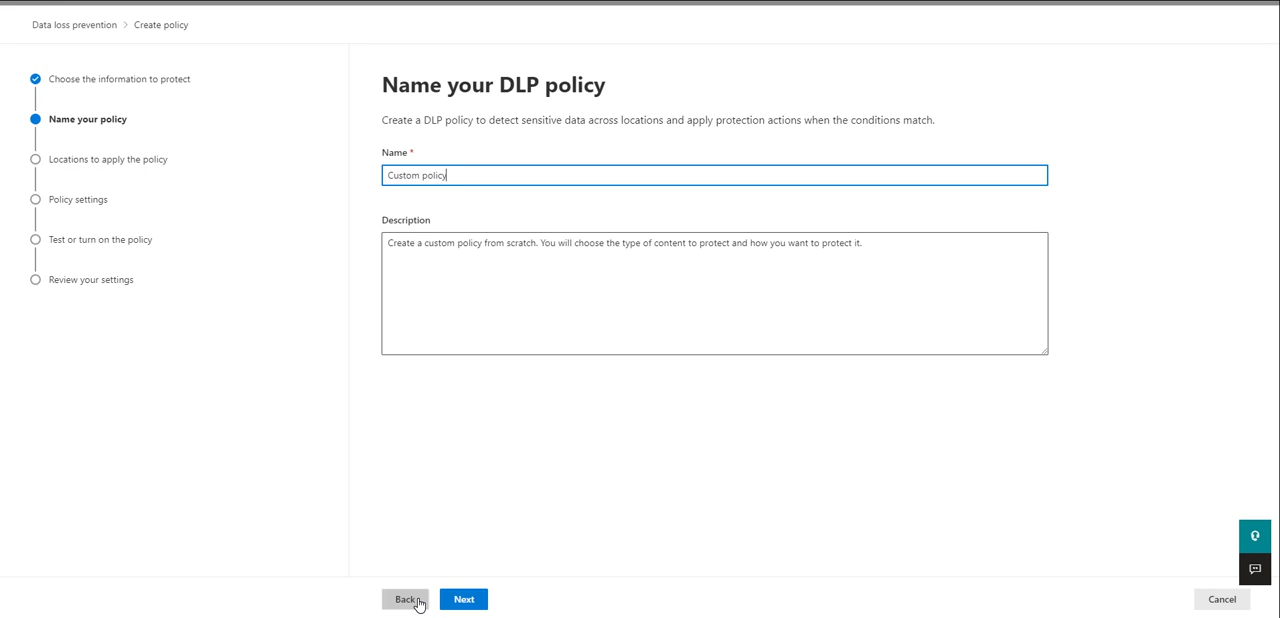 Data loss prevention > Create policy
Choose the information to protect
Name your policy
Locations to apply the policy
Policy settings
Test or turn on the policy
Review your settings
Name your DLP policy
Create a DLP policy to detect sensitive data across locations and apply protection actions when the conditions match.
Name *
Custom policy
Description
Create a custom policy from scratch. You will choose the type of content to protect and how you want to protect it.
Back
Next
Cancel